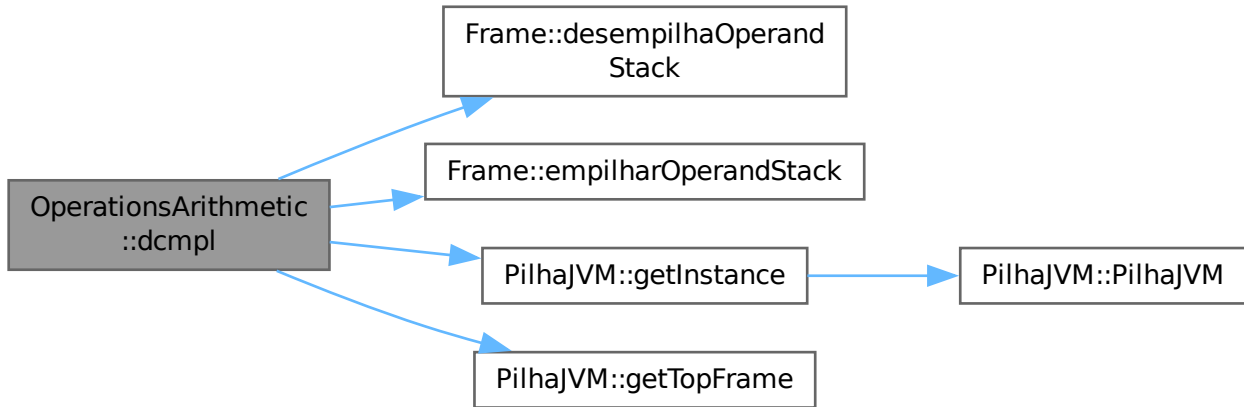 Frame::desempilhaOperand
Stack
Frame::empilharOperandStack
OperationsArithmetic
::dcmpl
PilhaJVM::getInstance
PilhaJVM::PilhaJVM
PilhaJVM::getTopFrame